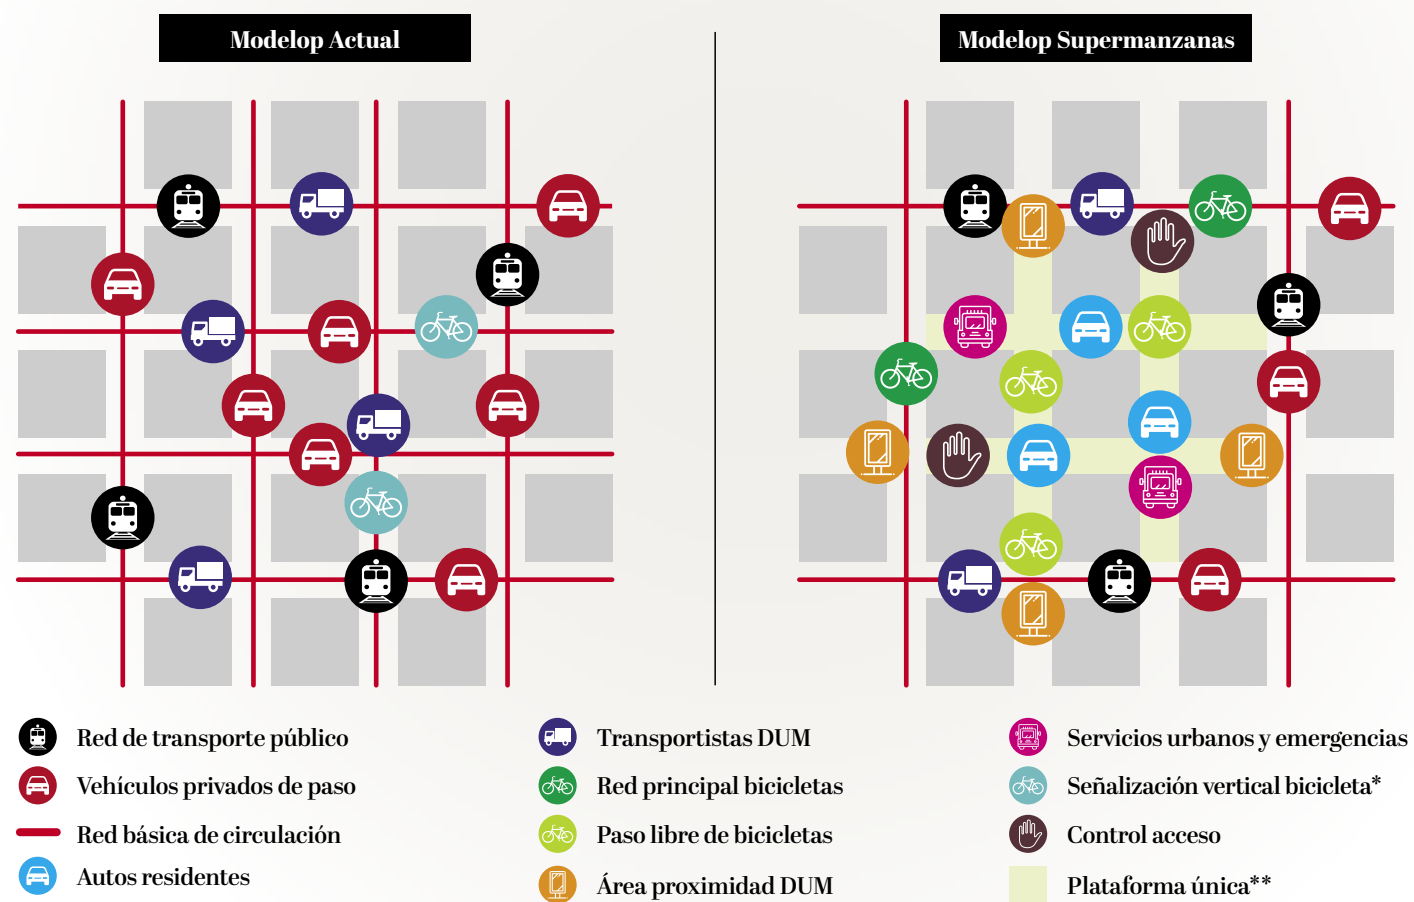 Modelop Actual
Modelop Supermanzanas
Red de transporte público
Vehículos privados de paso
Red básica de circulación
Autos residentes
Transportistas DUM
Red principal bicicletas
Paso libre de bicicletas
Área proximidad DUM
Servicios urbanos y emergencias
Señalización vertical bicicleta*
Control acceso
Plataforma única**